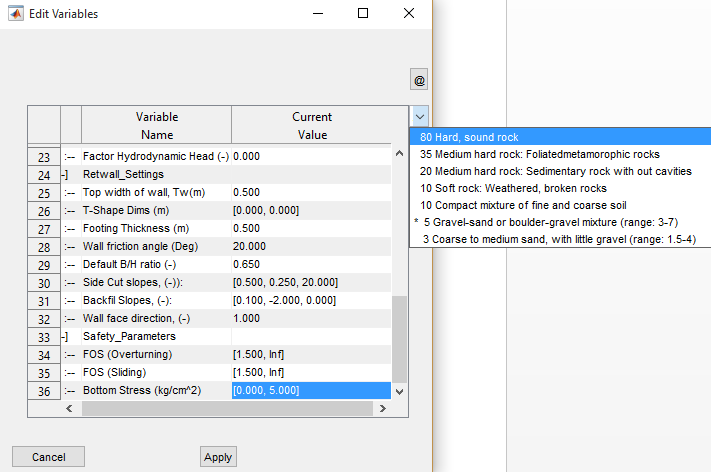 Edit Variables
@
Variable Name Current Value
80 Hard, sound rock
35 Medium hard rock: Foliatedmetamorophic rocks
20 Medium hard rock: Sedimentary rock with out cavities
10 Soft rock: Weathered, broken rocks
10 Compact mixture of fine and coarse soil
* 5 Gravel-sand or boulder-gravel mixture (range: 3-7)
3 Coarse to medium sand, with little gravel (range: 1.5-4)
23 :-- Factor Hydrodynamic Head (-) 0.000
24 -] Retwall_Settings
25 :-- Top width of wall, Tw(m) 0.500
26 :-- T-Shape Dims (m) [0.000, 0.000]
27 :-- Footing Thickness (m) 0.500
28 :-- Wall friction angle (Deg) 20.000
29 :-- Default B/H ratio (-) 0.650
30 :-- Side Cut slopes, (-)): [0.500, 0.250, 20.000]
31 :-- Backfil Slopes, (-): [0.100, -2.000, 0.000]
32 :-- Wall face direction, (-) 1.000
33 -] Safety_Parameters
34 :-- FOS (Overturning) [1.500, Inf]
35 :-- FOS (Sliding) [1.500, Inf]
36 :-- Bottom Stress (kg/cm^2) [0.000, 5.000]
Cancel Apply